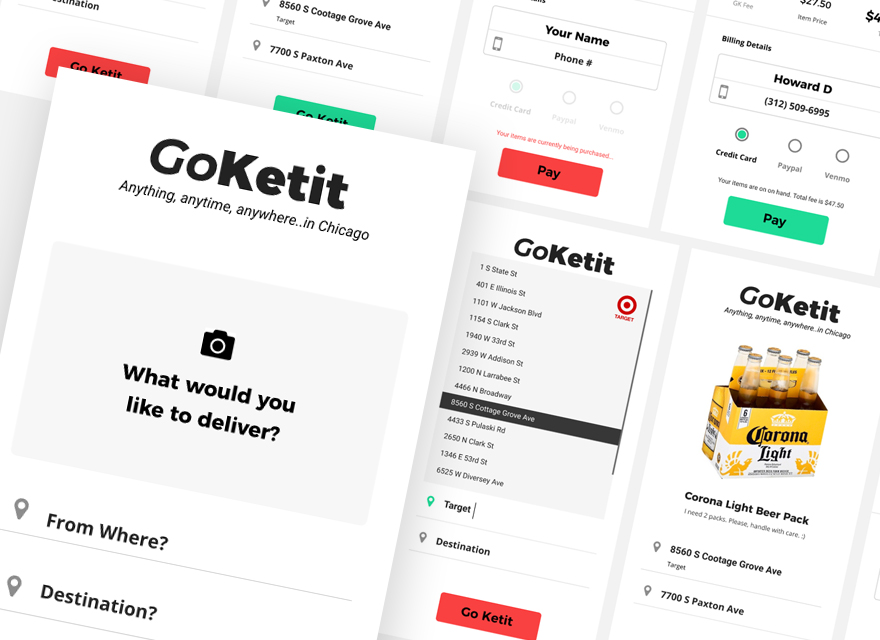 Destination
Go Ketit
8560 S Cootage Grove Ave
Target
7700 S Paxton Ave
Go Ketit
Your Name
Phone #
Credit Card
Paypal
Venmo
Your items are currently being purchased...
Pay
$27.50
GK Fee
Item Price
Billing Details
Howard D
(312) 509-6995
Credit Card
Paypal
Venmo
Your items are on on hand. Total fee is $47.50
Pay
GoKetit
Anything, anytime, anywhere..in Chicago
What would you
like to deliver?
From Where?
Destination?
GoKetit
1 S State St
401 E Illinois St
1101 W Jackson Blvd
1154 S Clark St
1940 W 33rd St
2939 W Addison St
1200 N Larrabee St
4466 N Broadway
8560 S Cottage Grove Ave
4433 S Pulaski Rd
2650 N Clark St
1346 E 53rd St
6525 W Diversey Ave
TARGET
Target
Destination
Go Ketit
GoKetit
Anything, anytime, anywhere..in Chicago
6
Corona
Light
Corona Light Beer Pack
I need 2 packs. Please, handle with care. ;)
8560 S Cootage Grove Ave
Target
7700 S Paxton Ave